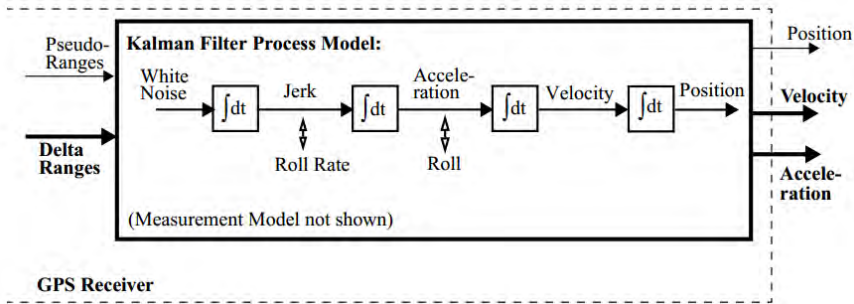 Pseudo-
Ranges
Delta
Ranges
Kalman Filter Process Model:
White
Noise
∫dt
Jerk
Roll Rate
∫dt
Accele-
ration
Roll
∫dt
Velocity
∫dt
Position
(Measurement Model not shown)
Position
Velocity
Accele-
ration
GPS Receiver